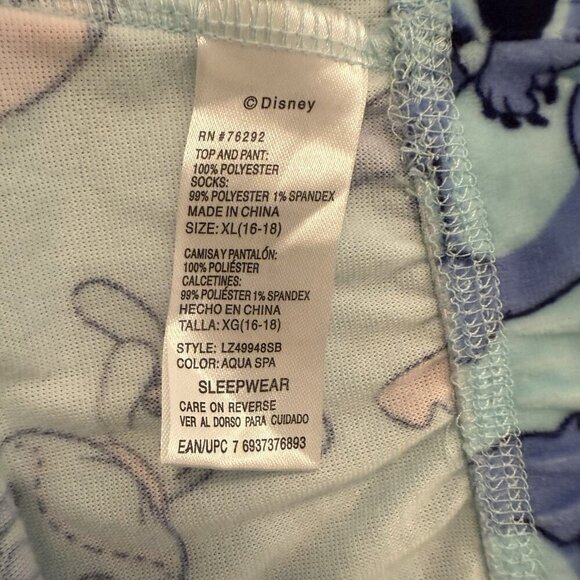 © Disney
RN # 76292
TOP AND PANT:
100% POLYESTER
SOCKS:
99% POLYESTER 1% SPANDEX
MADE IN CHINA
SIZE: XL(16-18)
CAMISA Y PANTALÓN:
100% POLIÉSTER
CALCETINES:
99% POLIÉSTER 1% SPANDEX
HECHO EN CHINA
TALLA: XG(16-18)
STYLE: LZ49948SB
COLOR: AQUA SPA
SLEEPWEAR
CARE ON REVERSE
VER AL DORSO PARA CUIDADO
EAN/UPC 7 6937376893